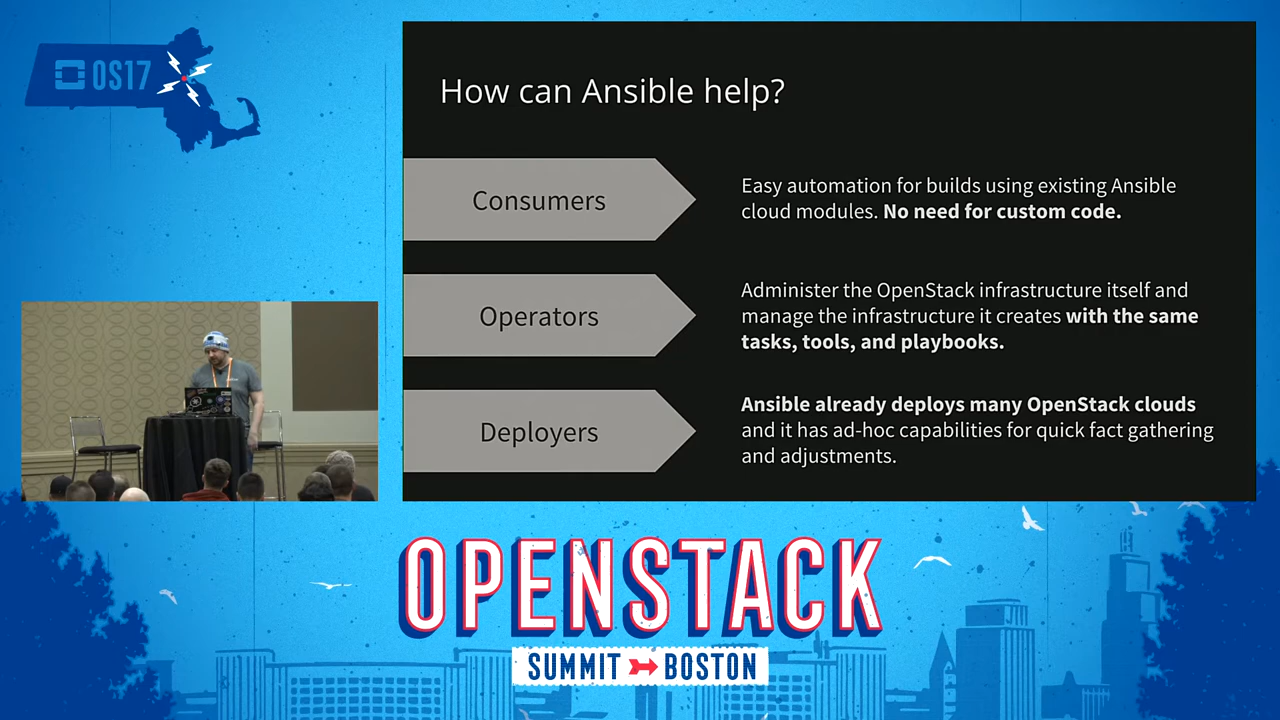 OS17
How can Ansible help?
Consumers
Easy automation for builds using existing Ansible
cloud modules. No need for custom code.
Operators
Administer the OpenStack infrastructure itself and
manage the infrastructure it creates with the same
tasks, tools, and playbooks.
Deployers
Ansible already deploys many OpenStack clouds
and it has ad-hoc capabilities for quick fact gathering
and adjustments.
OPENSTACK
SUMMIT BOSTON